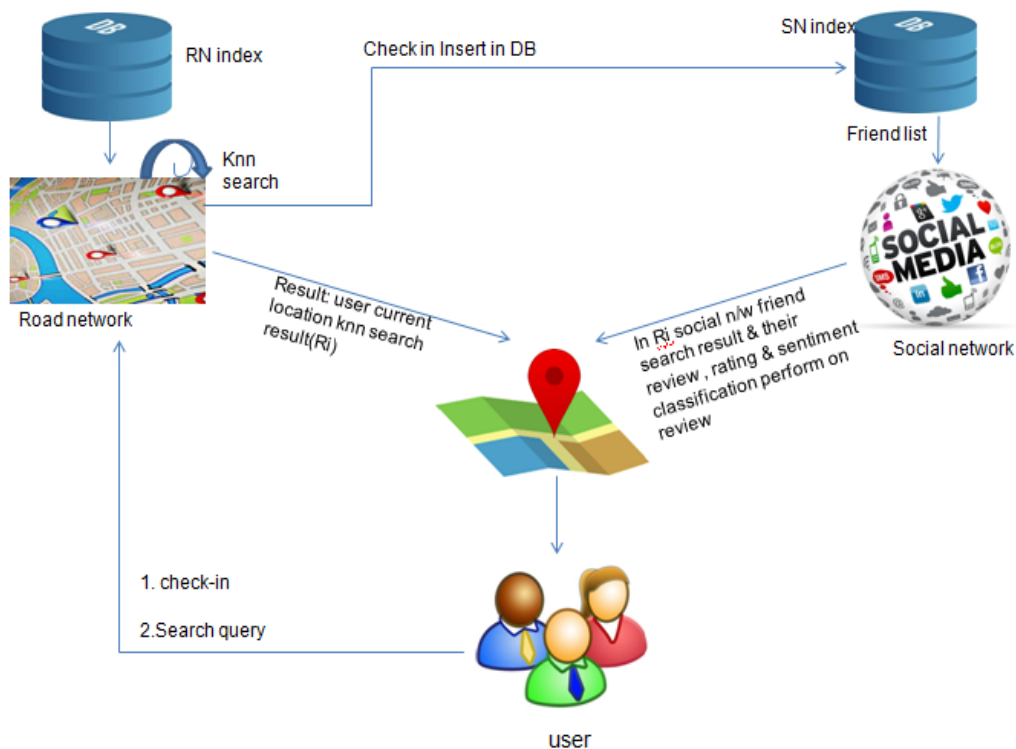 DB
RN index
Check in Insert in DB
SN index
DB
Knn
search
Friend list
SOCIAL
MEDIA
g+
SMS
in
f
Road network
Social network
Result: user current
location knn search
result(Ri)
In Ri social n/w friend
search result & their
review , rating & sentiment
classification perform on
review
1. check-in
2.Search query
user